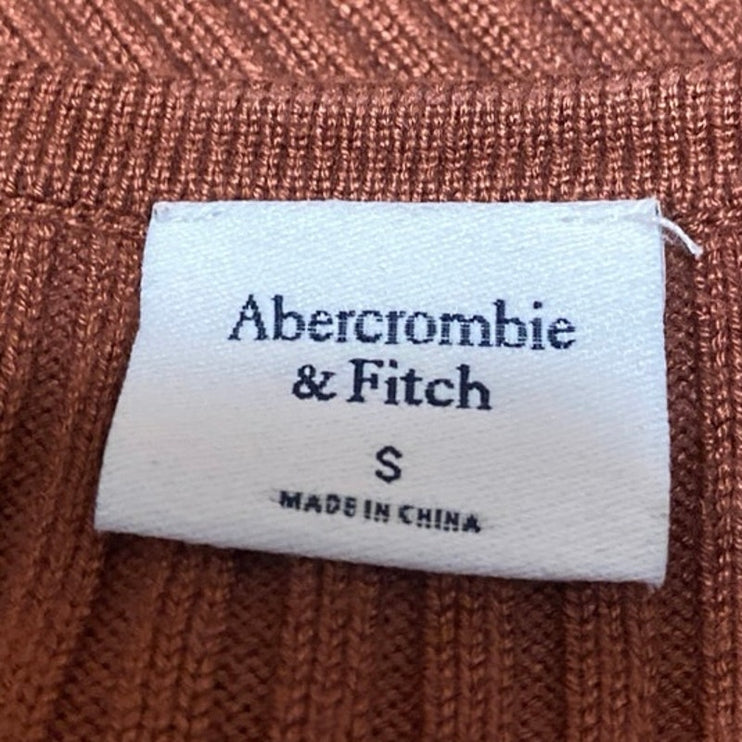 Abercrombie
& Fitch
S
MADE IN CHINA